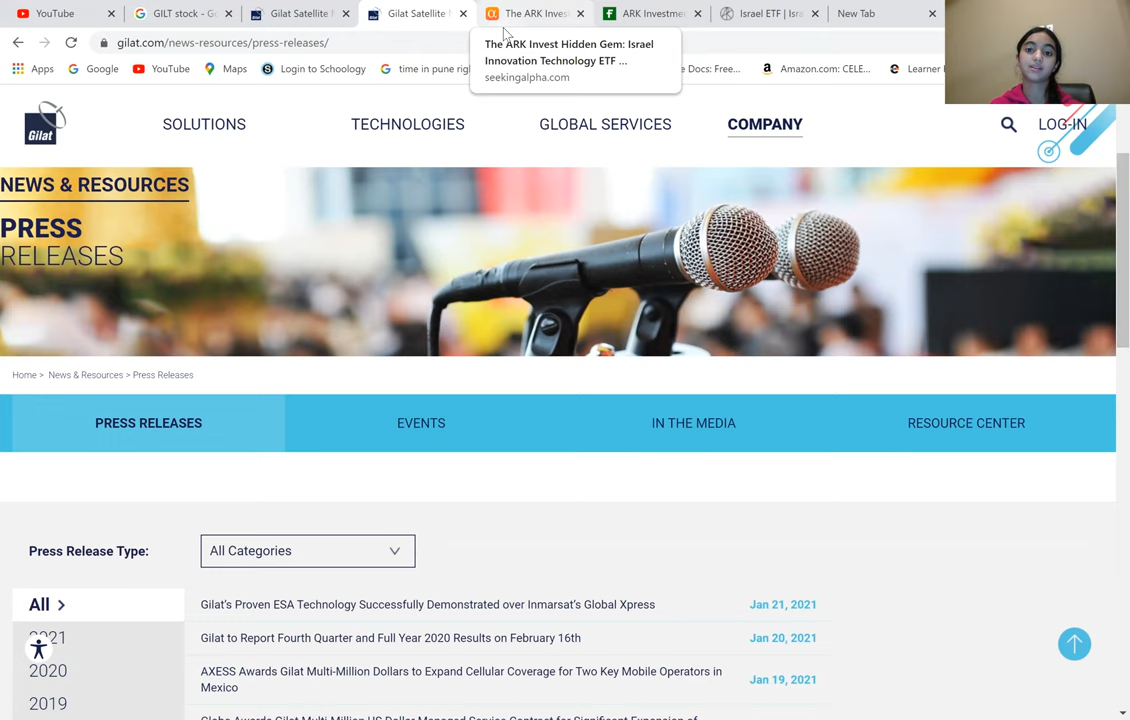 YouTube
GILT stock - Go
Gilat Satellite
Gilat Satellite
The ARK Inves
ARK Investme
Israel ETF | Isra
New Tab
gilat.com/news-resources/press-releases/
The ARK Invest Hidden Gem: Israel
Innovation Technology ETF ...
seekingalpha.com
Apps
Google
YouTube
Maps
Login to Schoology
time in pune rig
e Docs: Free...
Amazon.com: CELE...
Learner
Gilat
SOLUTIONS
TECHNOLOGIES
GLOBAL SERVICES
COMPANY
LOG-IN
NEWS & RESOURCES
PRESS
RELEASES
Home > News & Resources > Press Releases
PRESS RELEASES
EVENTS
IN THE MEDIA
RESOURCE CENTER
Press Release Type:
All Categories
All >
2021
2020
2019
Gilat's Proven ESA Technology Successfully Demonstrated over Inmarsat's Global Xpress
Jan 21, 2021
Gilat to Report Fourth Quarter and Full Year 2020 Results on February 16th
Jan 20, 2021
AXESS Awards Gilat Multi-Million Dollars to Expand Cellular Coverage for Two Key Mobile Operators in
Mexico
Jan 19, 2021
Globe Awards Gilat Multi-Million US Dollar Managed Service Contract for Significant Expansion of